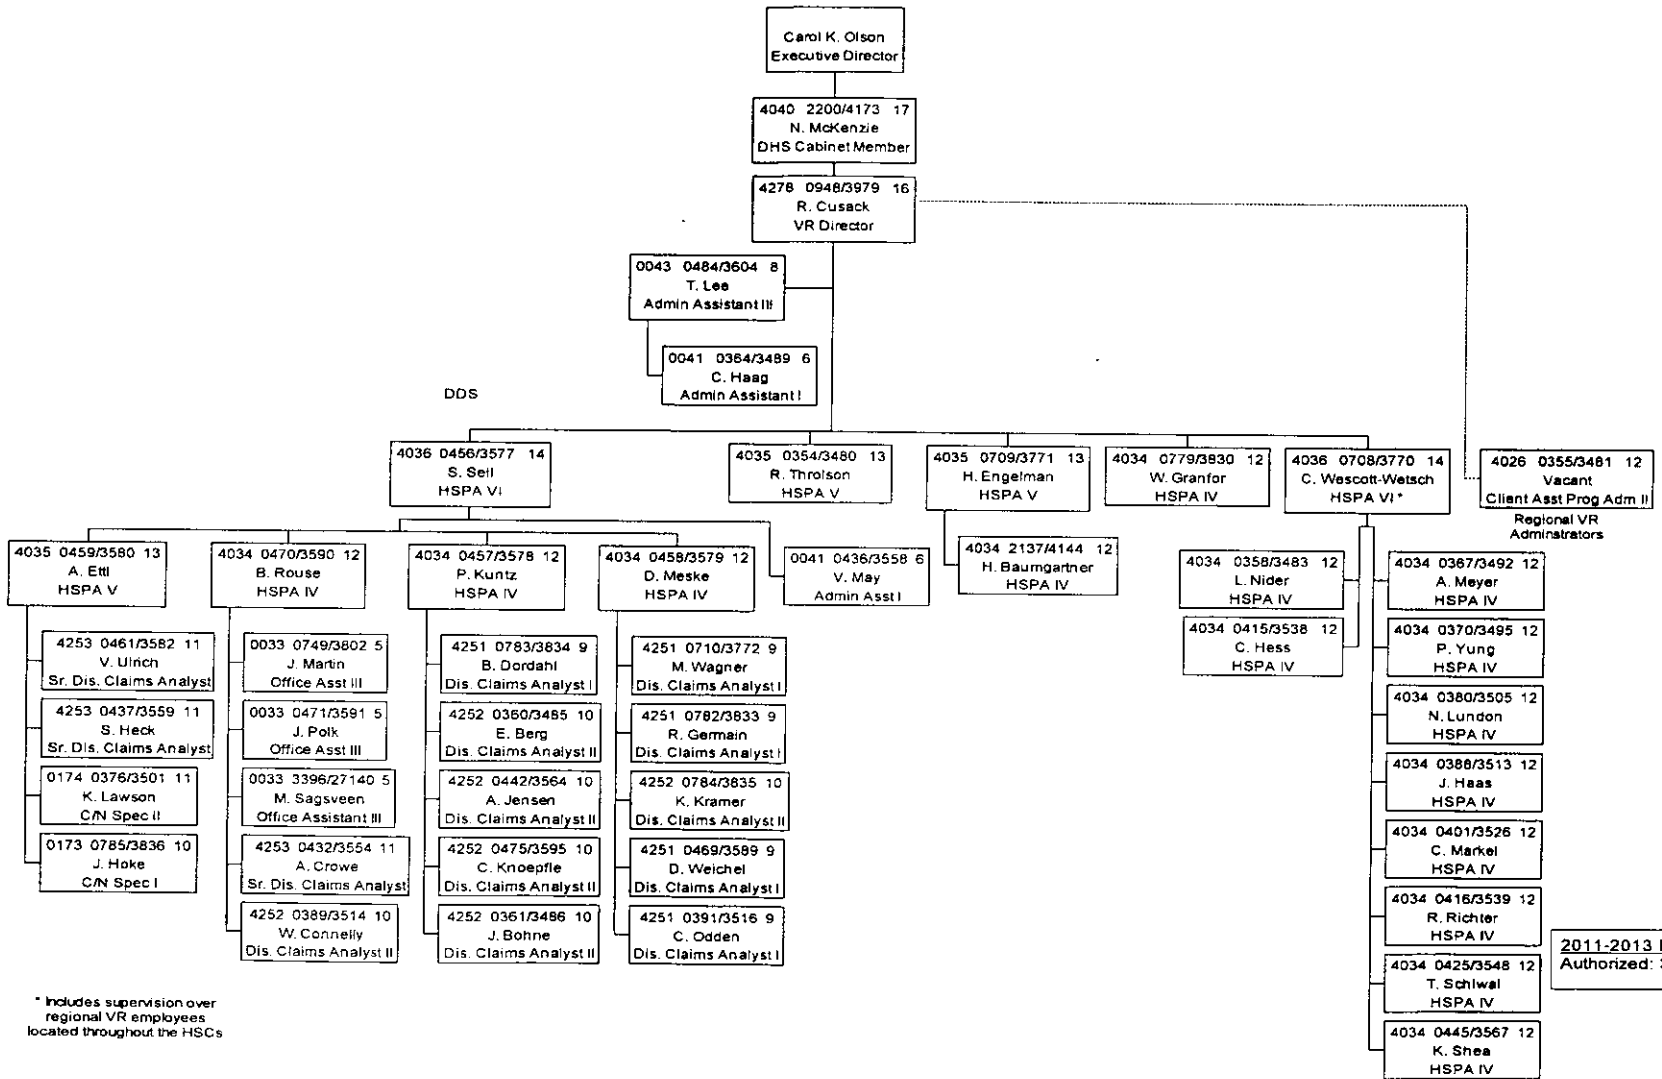 Carol K. Olson
Executive Director
4040 2200/4173 17
N. McKenzie
DHS Cabinet Member
4278 0948/3979 16
R. Cusack
VR Director
0043 0484/3604 8
T. Lee
Admin Assistant III
0041 0364/3489 6
C. Haag
Admin Assistant I
DDS
4036 0456/3577 14
S. Sell
HSPA VI
4035 0354/3480 13
R. Throlson
HSPA V
4035 0709/3771 13
H. Engelman
HSPA V
4034 0779/3830 12
W. Granfor
HSPA IV
4036 0708/3770 14
C. Wescott-Wetsch
HSPA VI *
4026 0355/3481 12
Vacant
Client Asst Prog Adm II
Regional VR
Adminstrators
4035 0459/3580 13
A. Ettl
HSPA V
4034 0470/3590 12
B. Rouse
HSPA IV
4034 0457/3578 12
P. Kuntz
HSPA IV
4034 0458/3579 12
D. Meske
HSPA IV
0041 0436/3558 6
V. May
Admin Asst I
4034 2137/4144 12
H. Baumgartner
HSPA IV
4253 0461/3582 11
V. Ulrich
Sr. Dis. Claims Analyst
4253 0437/3559 11
S. Heck
Sr. Dis. Claims Analyst
0174 0376/3501 11
K. Lawson
C/N Spec II
0173 0785/3836 10
J. Hoke
C/N Spec I
0033 0749/3802 5
J. Martin
Office Asst III
0033 0471/3591 5
J. Polk
Office Asst III
0033 3396/27140 5
M. Sagsveen
Office Assistant III
4253 0432/3554 11
A. Crowe
Sr. Dis. Claims Analyst
4252 0389/3514 10
W. Connelly
Dis. Claims Analyst II
4251 0783/3834 9
B. Dordahl
Dis. Claims Analyst I
4252 0360/3485 10
E. Berg
Dis. Claims Analyst II
4252 0442/3564 10
A. Jensen
Dis. Claims Analyst II
4252 0475/3595 10
C. Knoepfle
Dis. Claims Analyst II
4252 0361/3486 10
J. Bohne
Dis. Claims Analyst II
4251 0710/3772 9
M. Wagner
Dis. Claims Analyst I
4251 0782/3833 9
R. Germain
Dis. Claims Analyst I
4252 0784/3835 10
K. Kramer
Dis. Claims Analyst II
4251 0469/3589 9
D. Weichel
Dis. Claims Analyst I
4251 0391/3516 9
C. Odden
Dis. Claims Analyst I
4034 0358/3483 12
L. Nider
HSPA IV
4034 0415/3538 12
C. Hess
HSPA IV
4034 0367/3492 12
A. Meyer
HSPA IV
4034 0370/3495 12
P. Yung
HSPA IV
4034 0380/3505 12
N. Lundon
HSPA IV
4034 0388/3513 12
J. Haas
HSPA IV
4034 0401/3526 12
C. Markel
HSPA IV
4034 0416/3539 12
R. Richter
HSPA IV
4034 0425/3548 12
T. Schlwal
HSPA IV
4034 0445/3567 12
K. Shea
HSPA IV
2011-2013
Authorized:
* Includes supervision over
regional VR employees
located throughout the HSCs